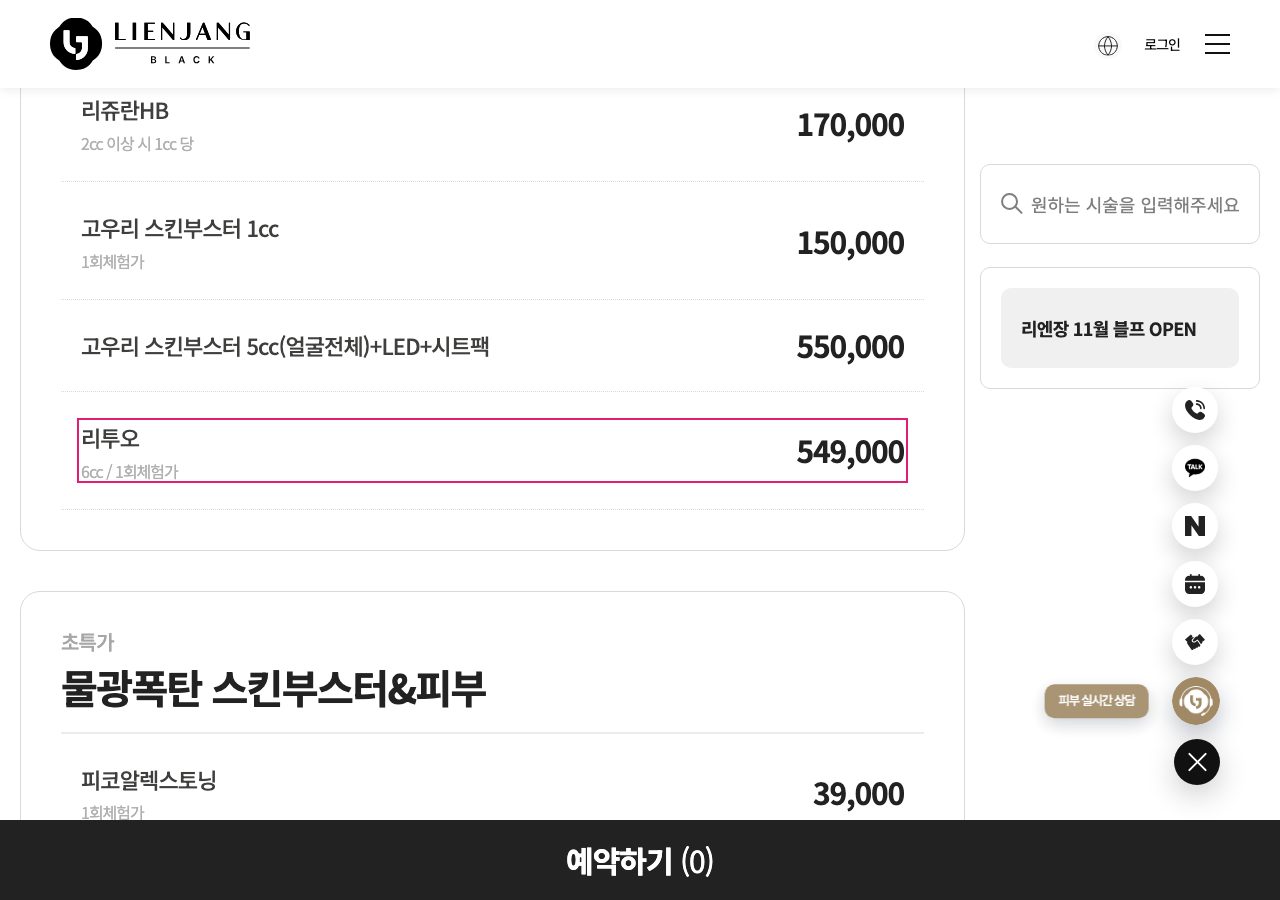 LIENJANG
BLACK
로그인
리쥬란HB
2cc 이상 시 1cc 당
170,000
고우리 스킨부스터 1cc
1회체험가
150,000
고우리 스킨부스터 5cc(얼굴전체)+LED+시트팩
550,000
리투오
6cc / 1회체험가
549,000
초특가
물광폭탄 스킨부스터&피부
피코알렉스토닝
1회체험가
39,000
원하는 시술을 입력해주세요
리엔장 11월 블프 OPEN
TALK
N
피부 실시간 상담
예약하기 (0)